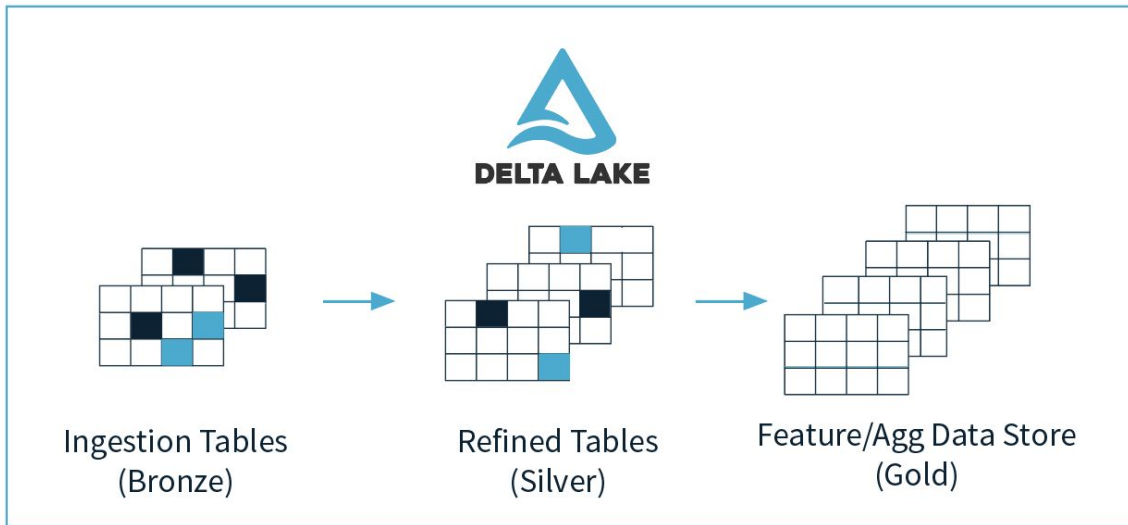 DELTA LAKE
Ingestion Tables
(Bronze)
Refined Tables
(Silver)
Feature/Agg Data Store
(Gold)